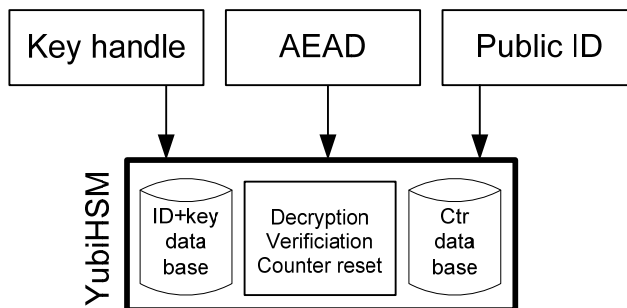 Key handle
AEAD
Public ID
YubiHSM
ID+key
data
base
Decryption
Verificiation
Counter reset
Ctr
data
base